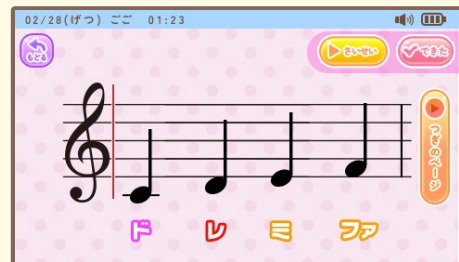 02/28(げつ) ごご 01:23
もどる
さいせい
できた
つぎのページ
ド レ ミ ファ